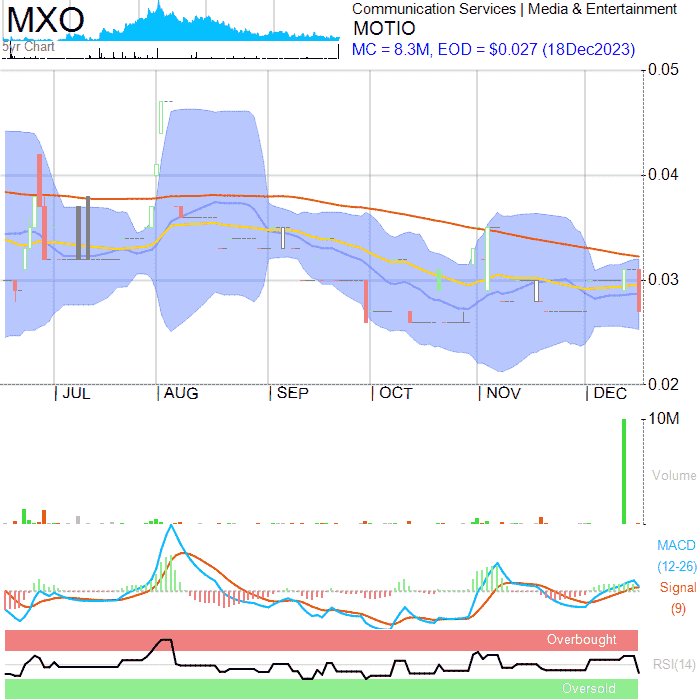 MXO
5yr Chart
Communication Services | Media & Entertainment
MOTIO
MC = 8.3M, EOD = $0.027 (18Dec2023)
0.05
0.04
0.03
0.02
JUL AUG SEP OCT NOV DEC
10M
Volume
MACD
(12-26)
Signal
(9)
Overbought
RSI(14)
Oversold